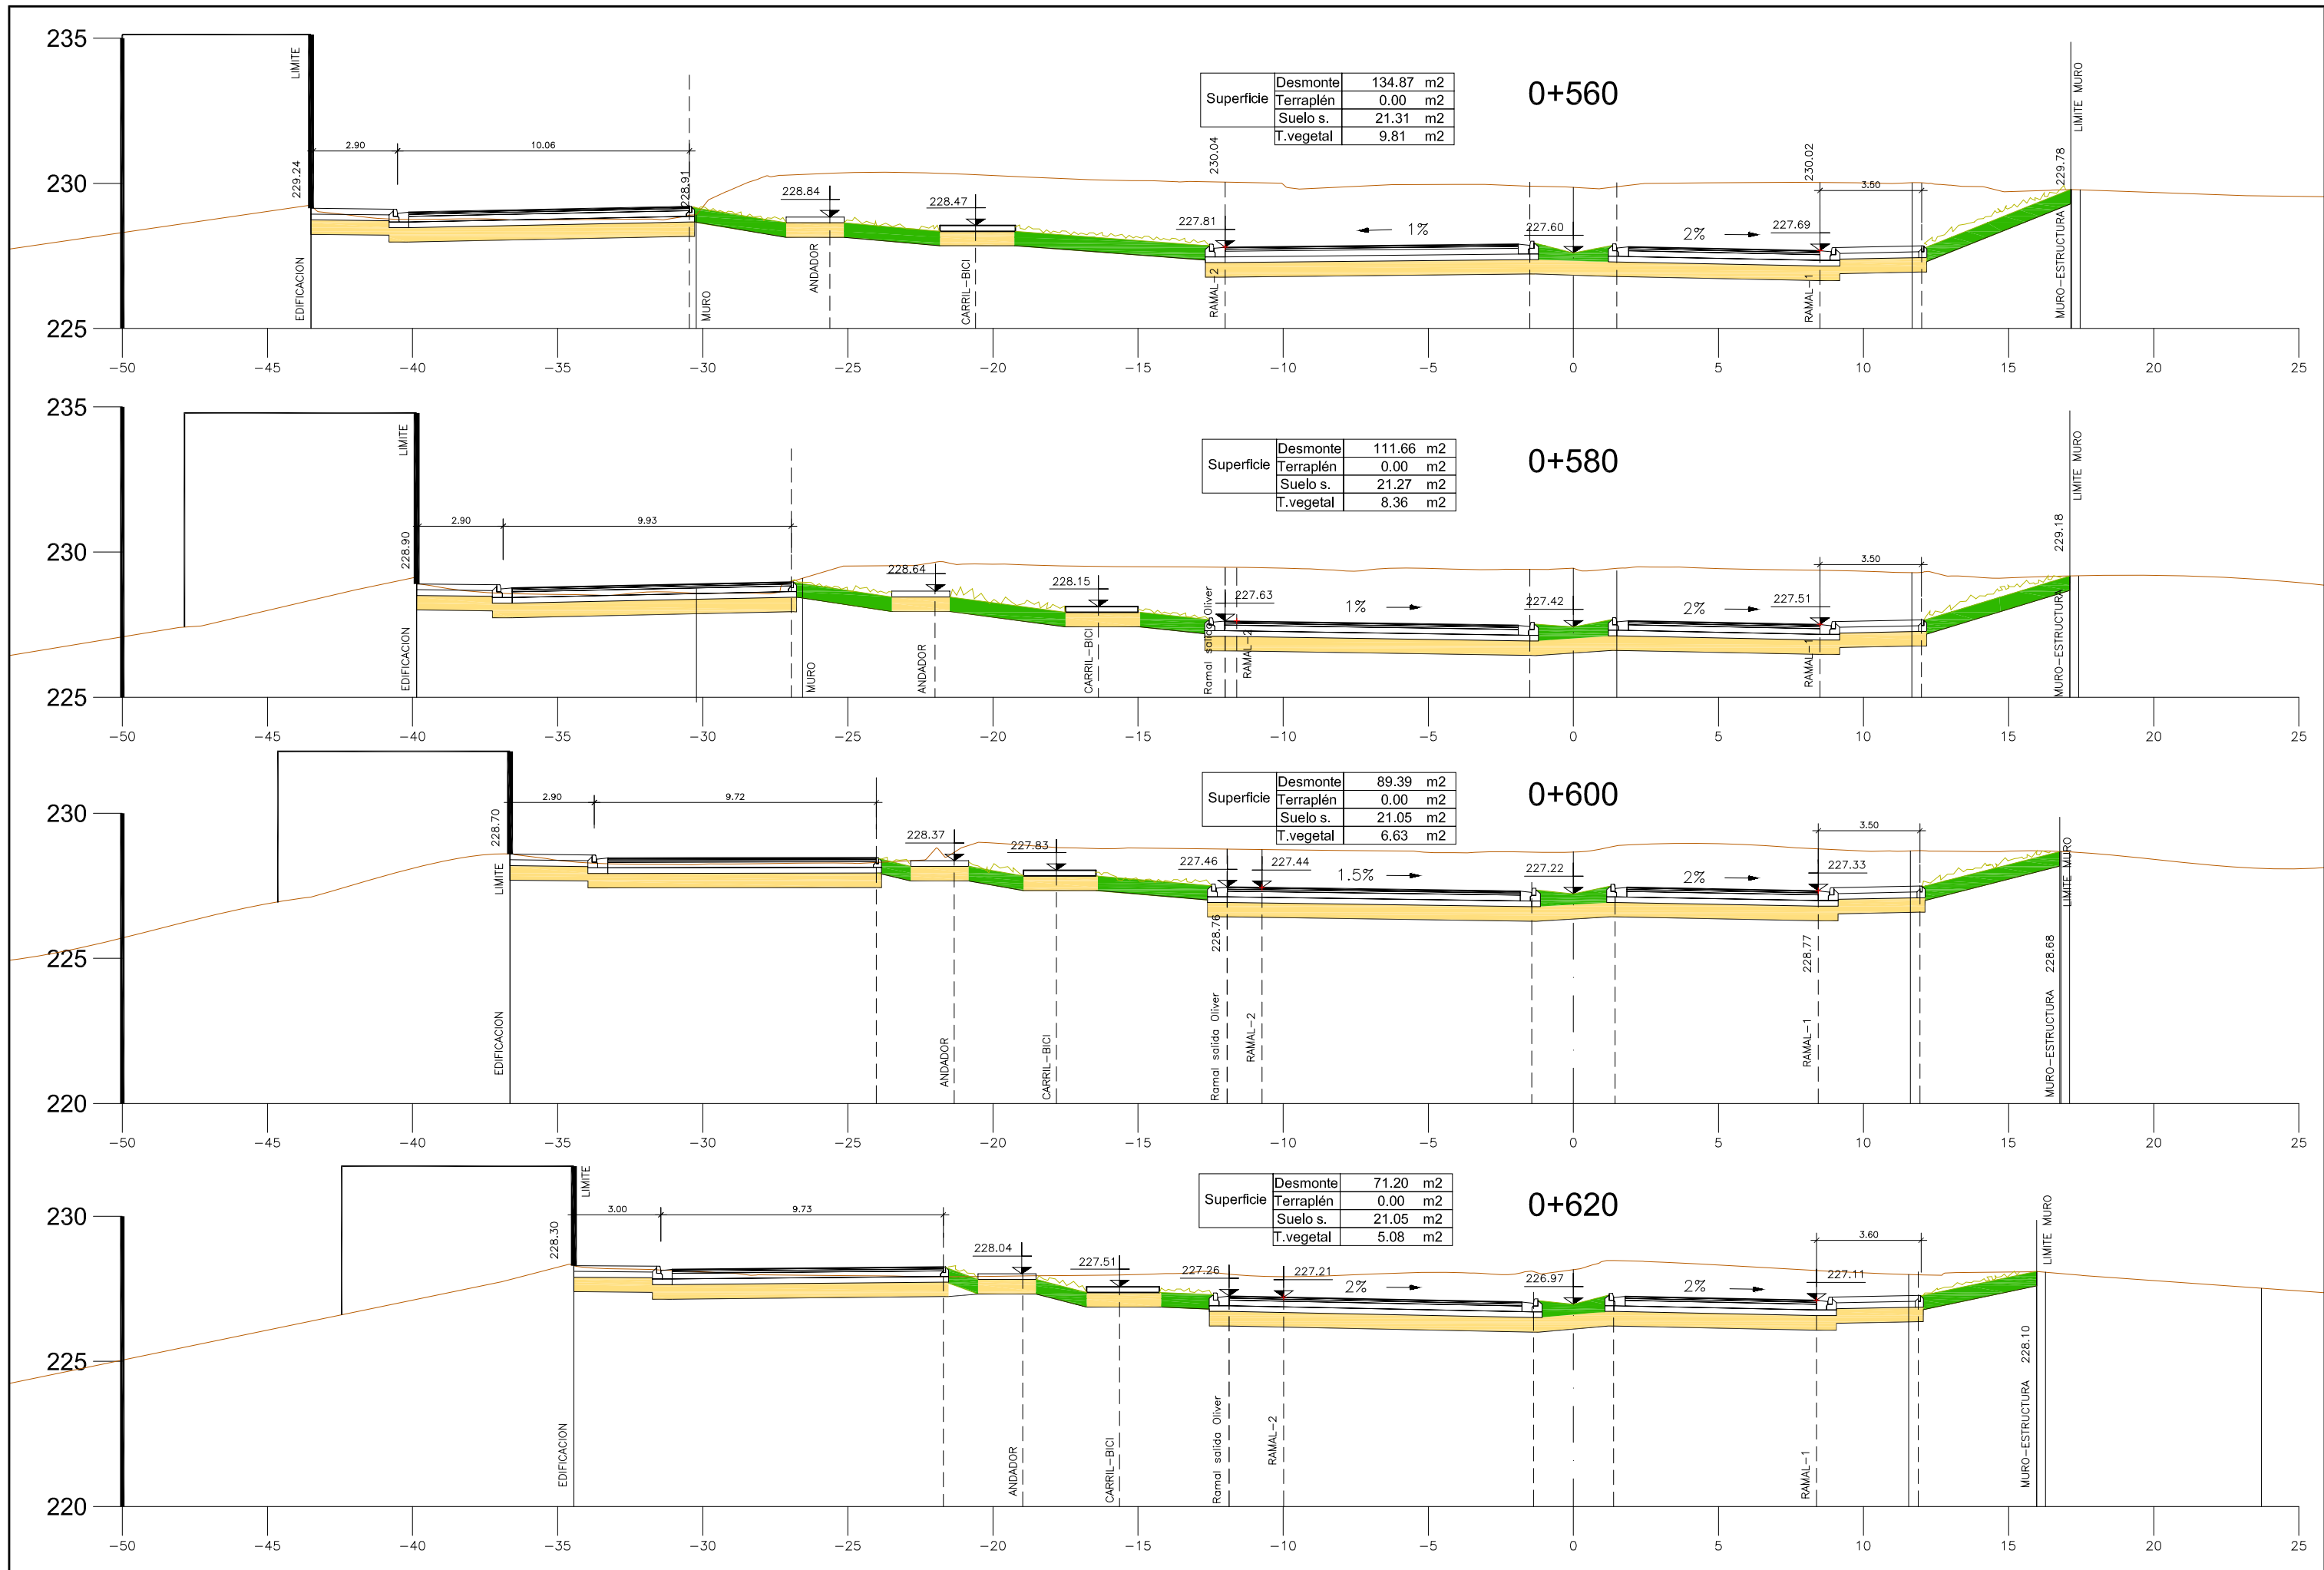 0+560
Superficie
Desmonte 134.87 m2
Terraplén 0.00 m2
Suelo s. 21.31 m2
T.vegetal 9.81 m2
235
230
225
LIMITE
229.24
EDIFICACION
2.90
10.06
228.91
MURO
228.84
ANDADOR
228.47
CARRIL-BICI
230.04
227.81
RAMAL-2
1%
227.60
2%
230.02
227.69
RAMAL-1
3.50
LIMITE MURO
229.78
MURO-ESTRUCTURA
-50 -45 -40 -35 -30 -25 -20 -15 -10 -5 0 5 10 15 20 25
0+580
Superficie
Desmonte 111.66 m2
Terraplén 0.00 m2
Suelo s. 21.27 m2
T.vegetal 8.36 m2
235
230
225
LIMITE
228.90
EDIFICACION
2.90
9.93
MURO
228.64
ANDADOR
228.15
CARRIL-BICI
227.63
Ramal salida Oliver
RAMAL-2
1%
227.42
2%
227.51
RAMAL-1
3.50
LIMITE MURO
229.18
MURO-ESTRUCTURA
-50 -45 -40 -35 -30 -25 -20 -15 -10 -5 0 5 10 15 20 25
0+600
Superficie
Desmonte 89.39 m2
Terraplén 0.00 m2
Suelo s. 21.05 m2
T.vegetal 6.63 m2
230
225
220
228.70
LIMITE
EDIFICACION
2.90
9.72
228.37
ANDADOR
227.83
CARRIL-BICI
227.46
228.76
Ramal salida Oliver
227.44
RAMAL-2
1.5%
227.22
2%
227.33
228.77
RAMAL-1
3.50
LIMITE MURO
228.68
MURO-ESTRUCTURA
-50 -45 -40 -35 -30 -25 -20 -15 -10 -5 0 5 10 15 20 25
0+620
Superficie
Desmonte 71.20 m2
Terraplén 0.00 m2
Suelo s. 21.05 m2
T.vegetal 5.08 m2
230
225
220
LIMITE
228.30
EDIFICACION
3.00
9.73
228.04
ANDADOR
227.51
CARRIL-BICI
227.26
Ramal salida Oliver
227.21
RAMAL-2
2%
226.97
2%
227.11
RAMAL-1
3.60
LIMITE MURO
228.10
MURO-ESTRUCTURA
-50 -45 -40 -35 -30 -25 -20 -15 -10 -5 0 5 10 15 20 25